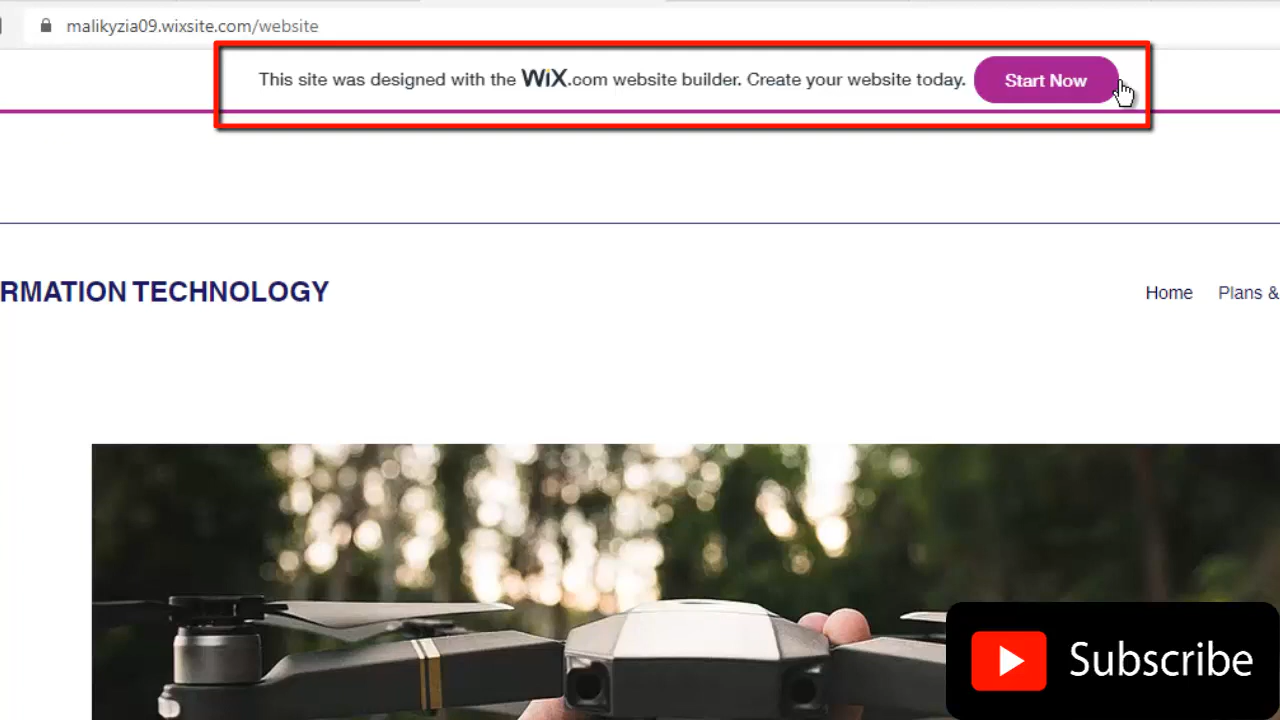 malikyzia09.wixsite.com/website
This site was designed with the WiX.com website builder. Create your website today. Start Now
RMATION TECHNOLOGY
Home Plans &
Subscribe